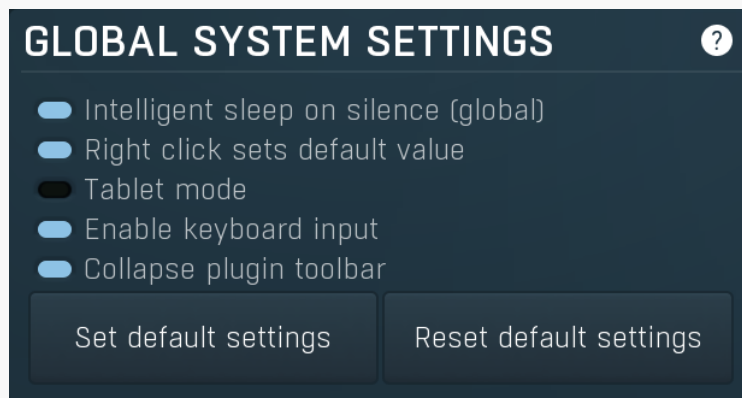 GLOBAL SYSTEM SETTINGS ?
Intelligent sleep on silence (global)
Right click sets default value
Tablet mode
Enable keyboard input
Collapse plugin toolbar
Set default settings Reset default settings